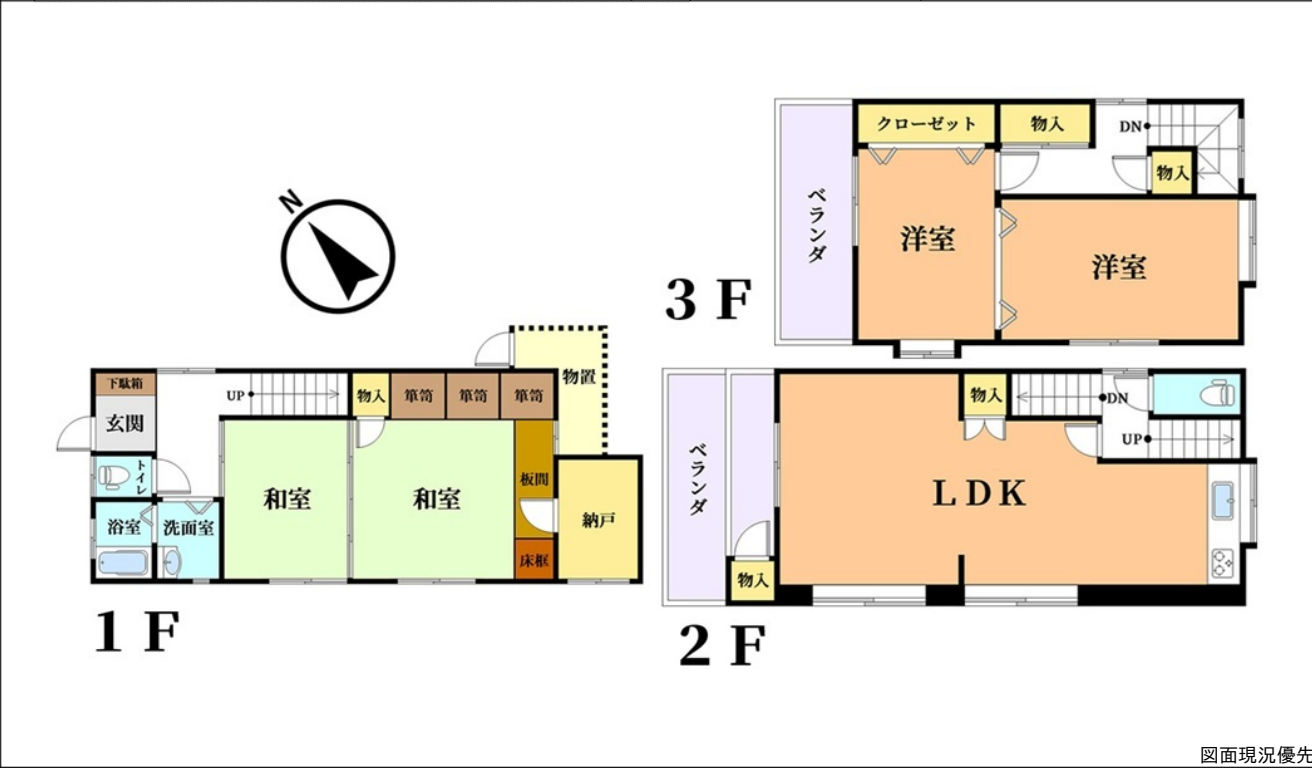 クローゼット
物入
DN
物入
ベランダ
洋室
洋室
3F
N
下駄箱
玄関
UP
物入
箪笥
箪笥
箪笥
物置
トイレ
浴室
洗面室
和室
和室
板間
床框
納戸
1F
ベランダ
物入
物入
DN
UP
LDK
2F
図面現況優先